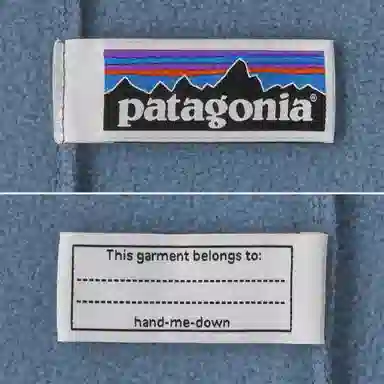 patagonia®
This garment belongs to:
hand-me-down